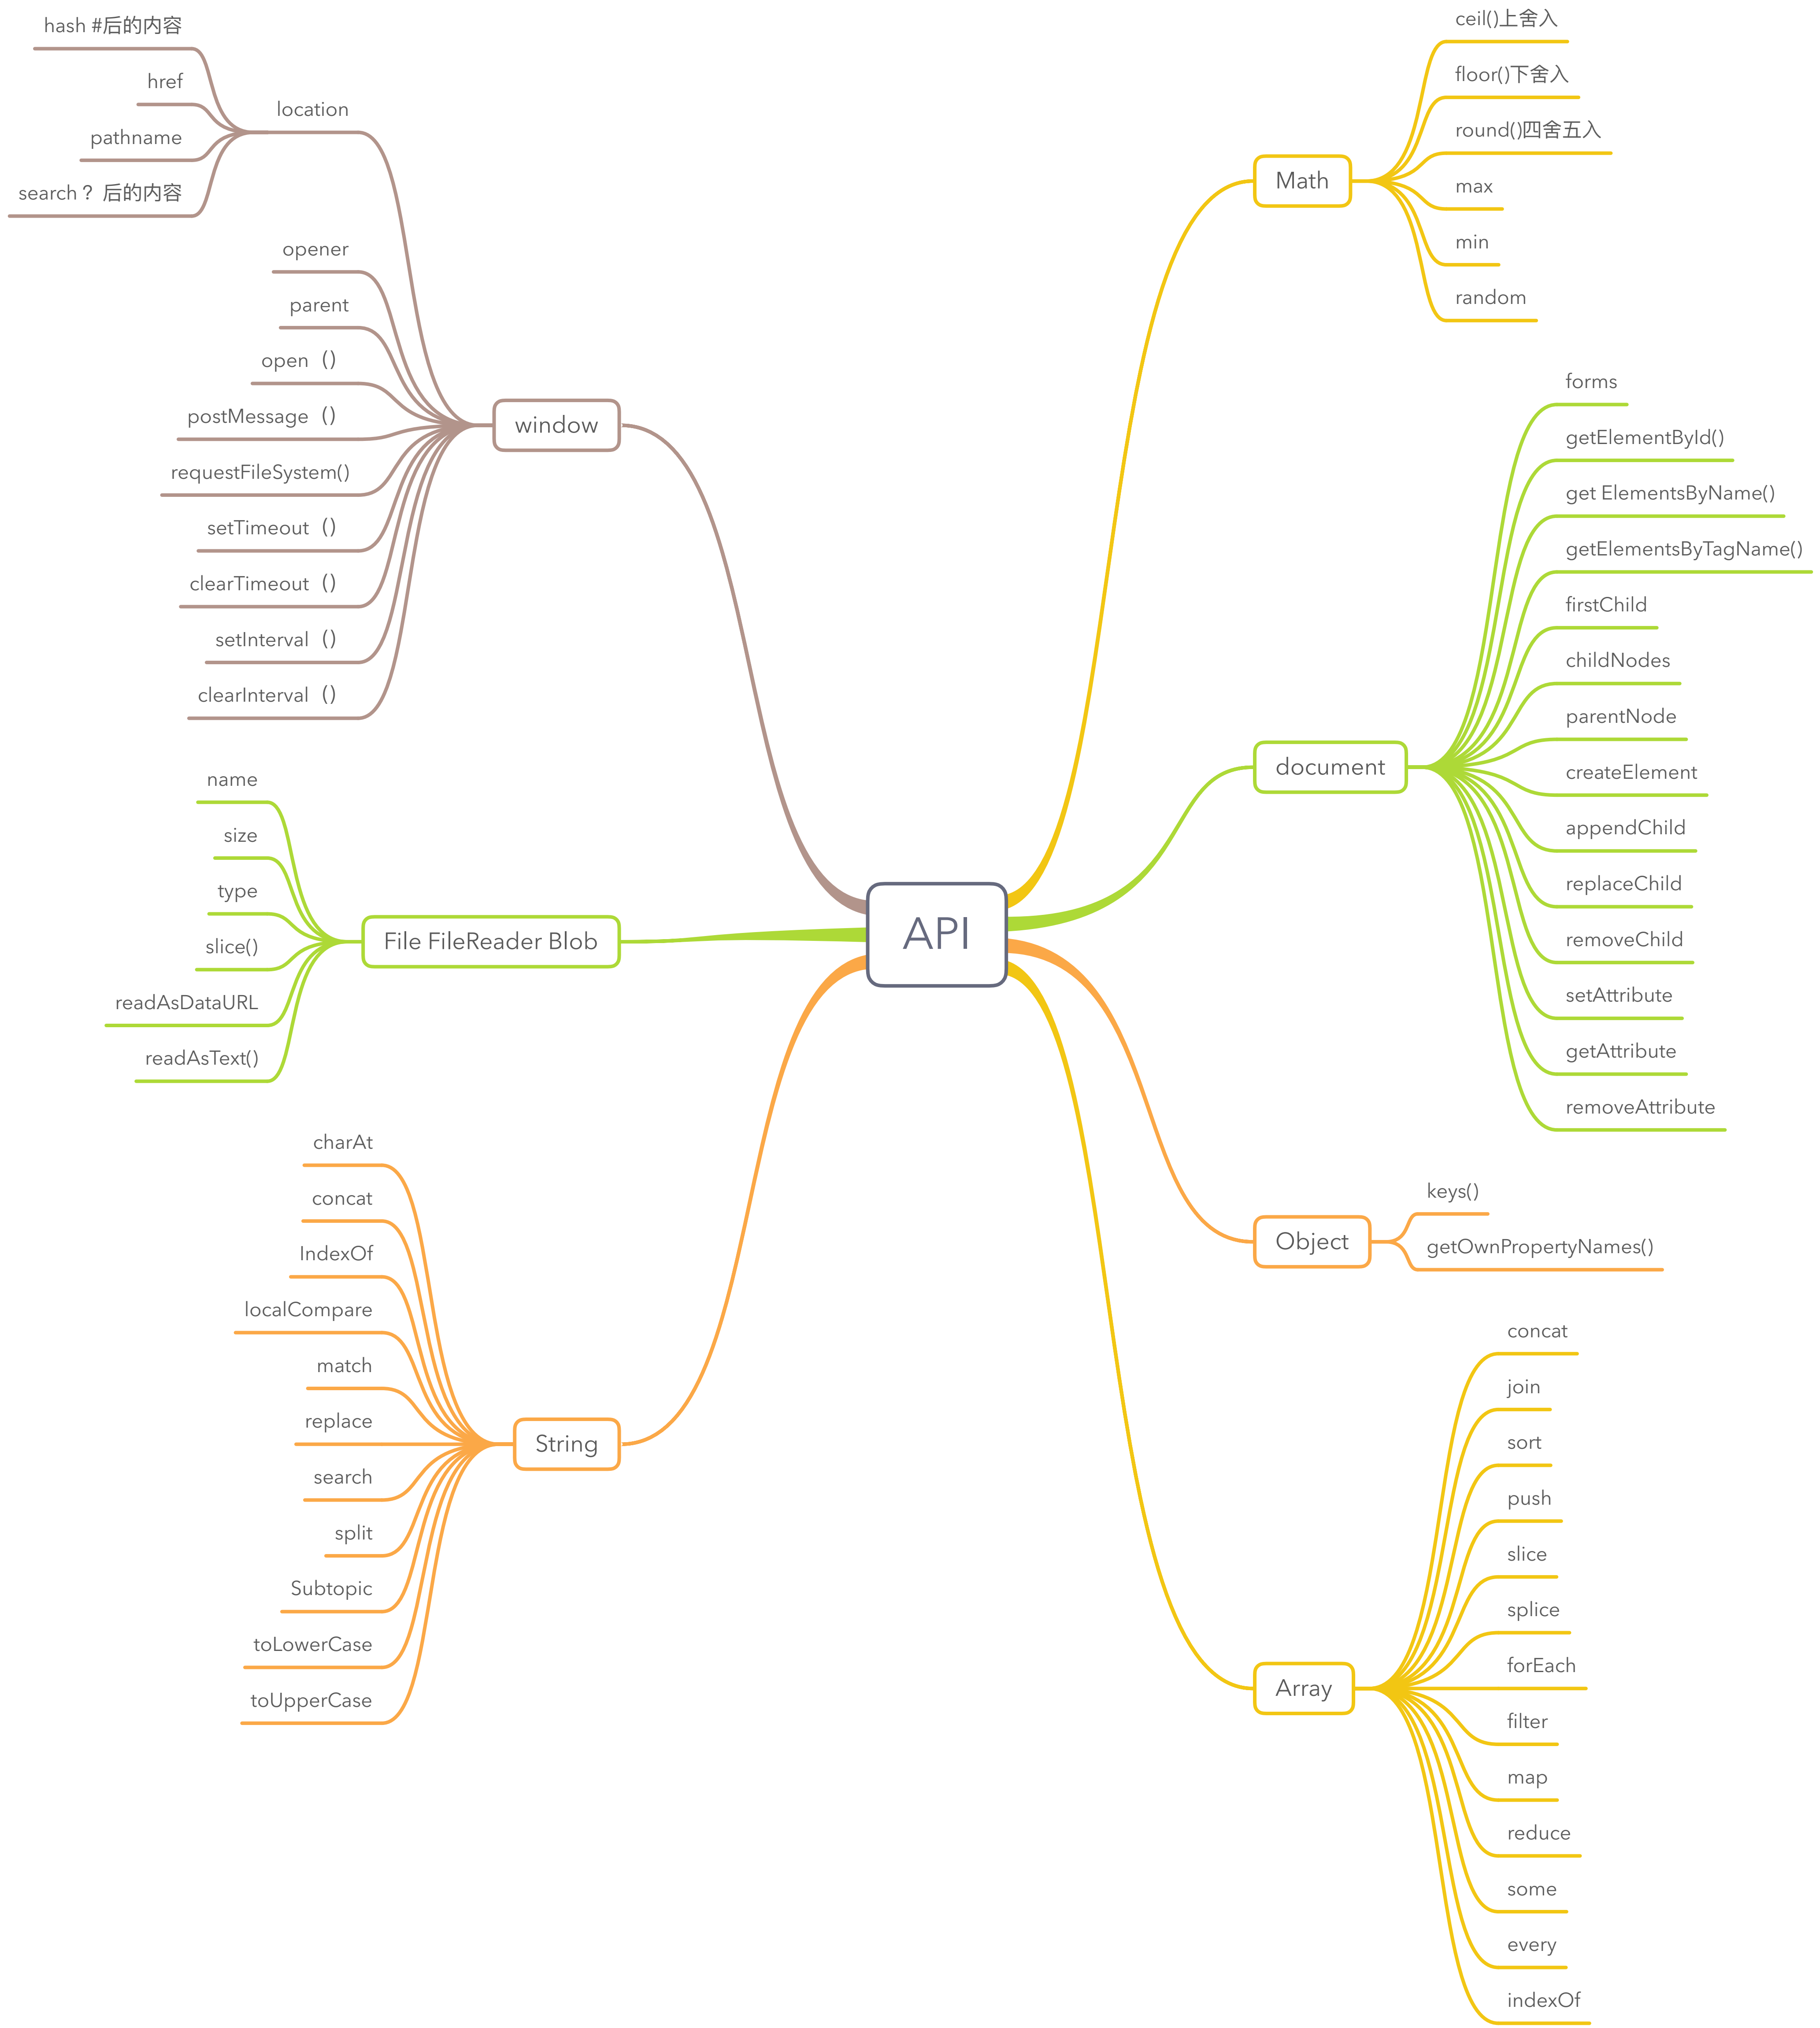 API
Math
ceil()上舍入
floor()下舍入
round()四舍五入
max
min
random
document
forms
getElementById()
get ElementsByName()
getElementsByTagName()
firstChild
childNodes
parentNode
createElement
appendChild
replaceChild
removeChild
setAttribute
getAttribute
removeAttribute
Object
keys()
getOwnPropertyNames()
Array
concat
join
sort
push
slice
splice
forEach
filter
map
reduce
some
every
indexOf
window
location
hash #后的内容
href
pathname
search ？ 后的内容
opener
parent
open（）
postMessage（）
requestFileSystem()
setTimeout（）
clearTimeout（）
setInterval（）
clearInterval（）
File FileReader Blob
name
size
type
slice()
readAsDataURL
readAsText()
String
charAt
concat
IndexOf
localCompare
match
replace
search
split
Subtopic
toLowerCase
toUpperCase